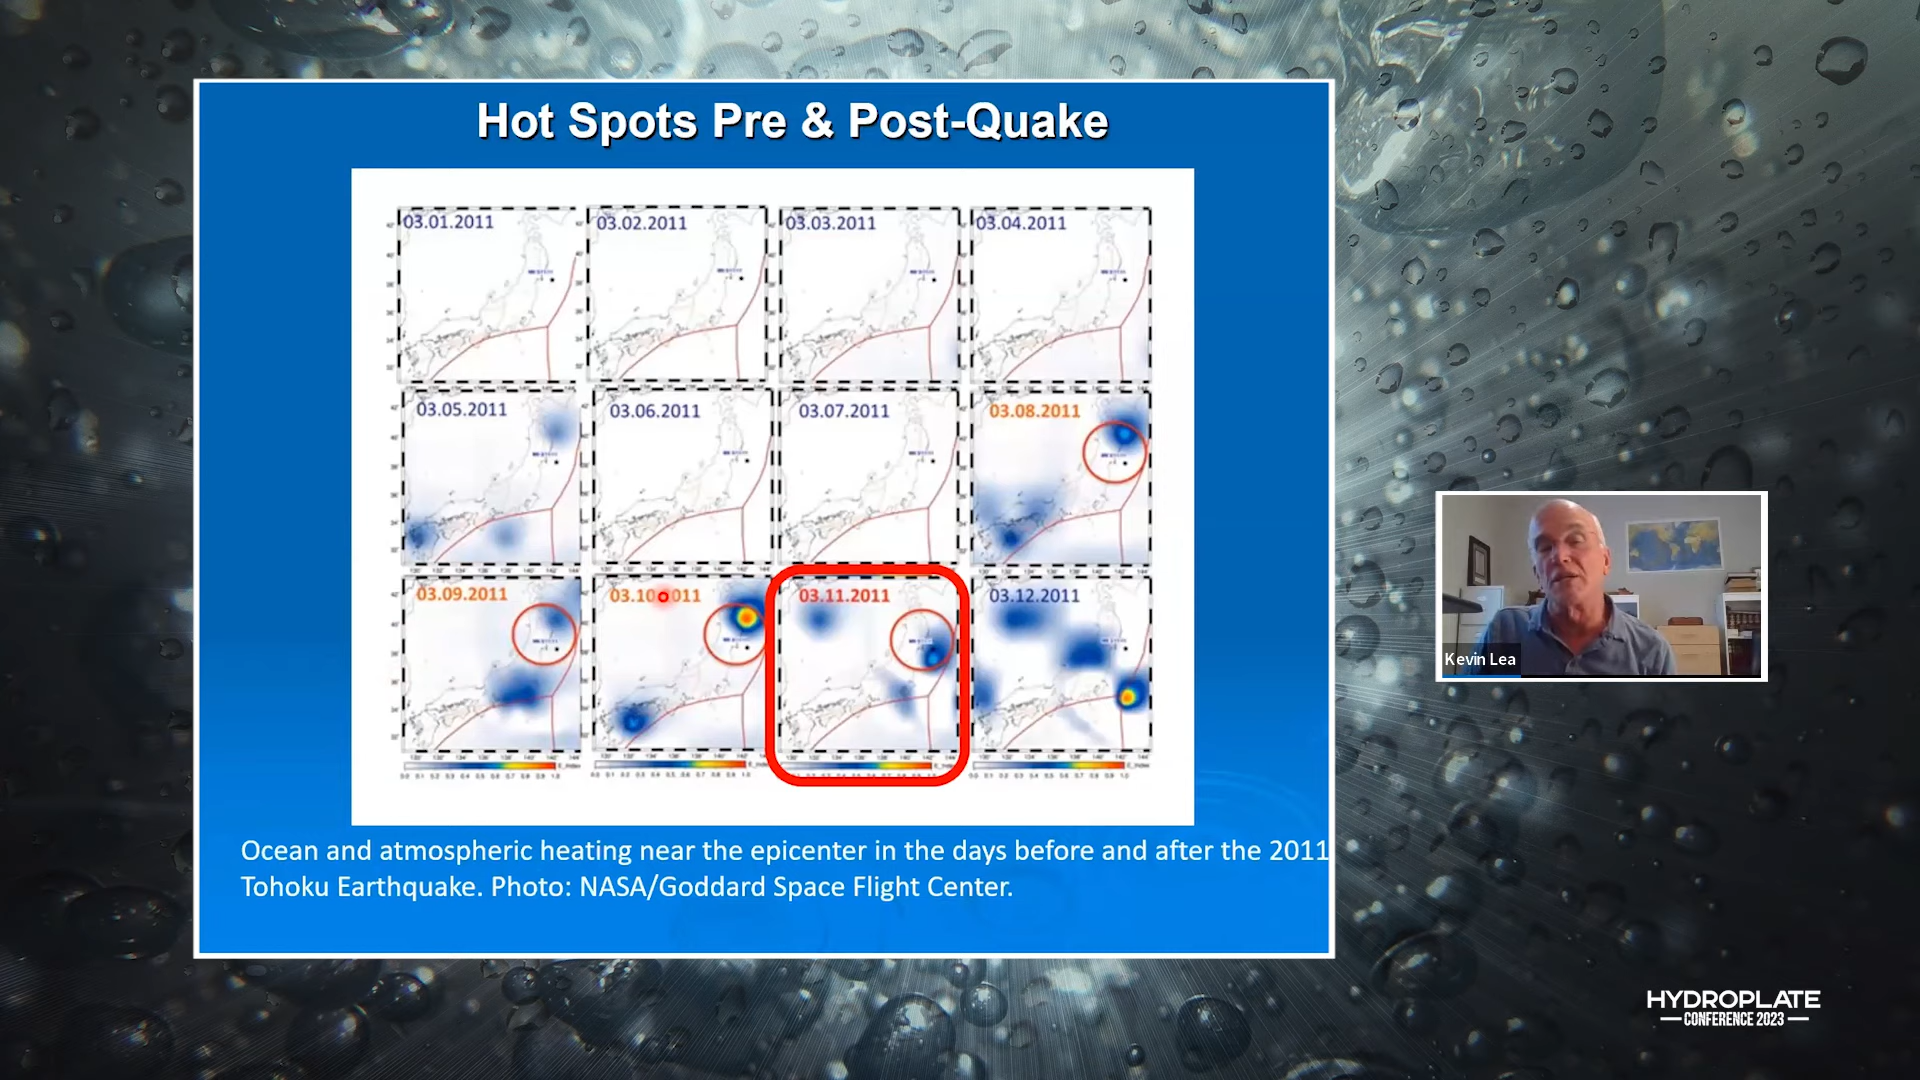 Hot Spots Pre & Post-Quake
03.01.2011
03.02.2011
03.03.2011
03.04.2011
03.05.2011
03.06.2011
03.07.2011
03.08.2011
03.09.2011
03.10 011
03.11.2011
03.12.2011
Ocean and atmospheric heating near the epicenter in the days before and after the 2011
Tohoku Earthquake. Photo: NASA/Goddard Space Flight Center.
Kevin Lea
HYDROPLATE
CONFERENCE 2023